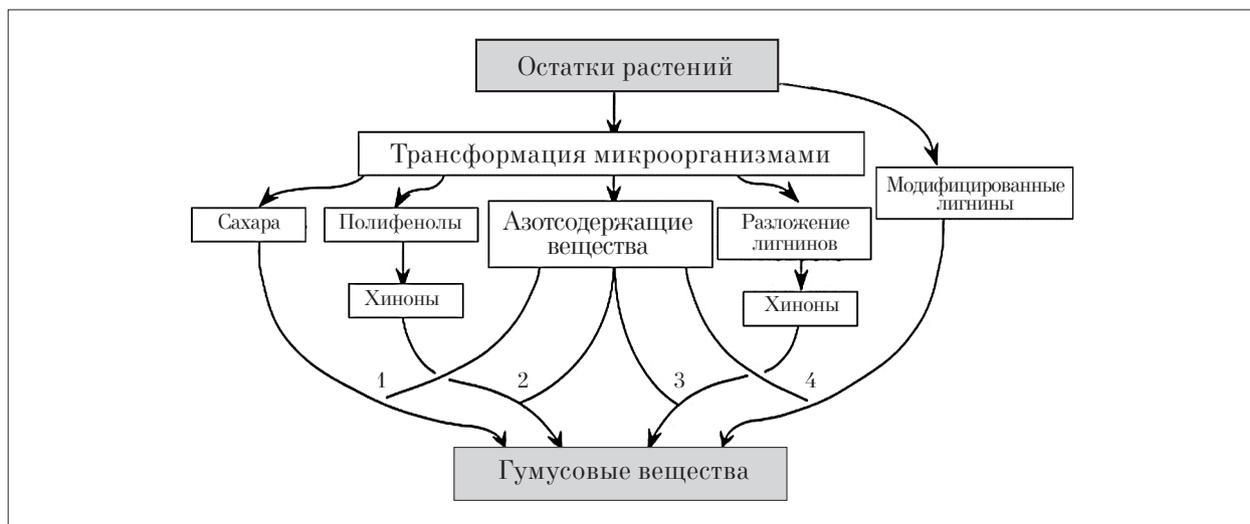 Остатки растений
Трансформация микроорганизмами
Модифицированные
лигнины
Сахара
Полифенолы
Азотсодержащие
вещества
Разложение
лигнинов
Хиноны
Хиноны
1
2
3
4
Гумусовые вещества